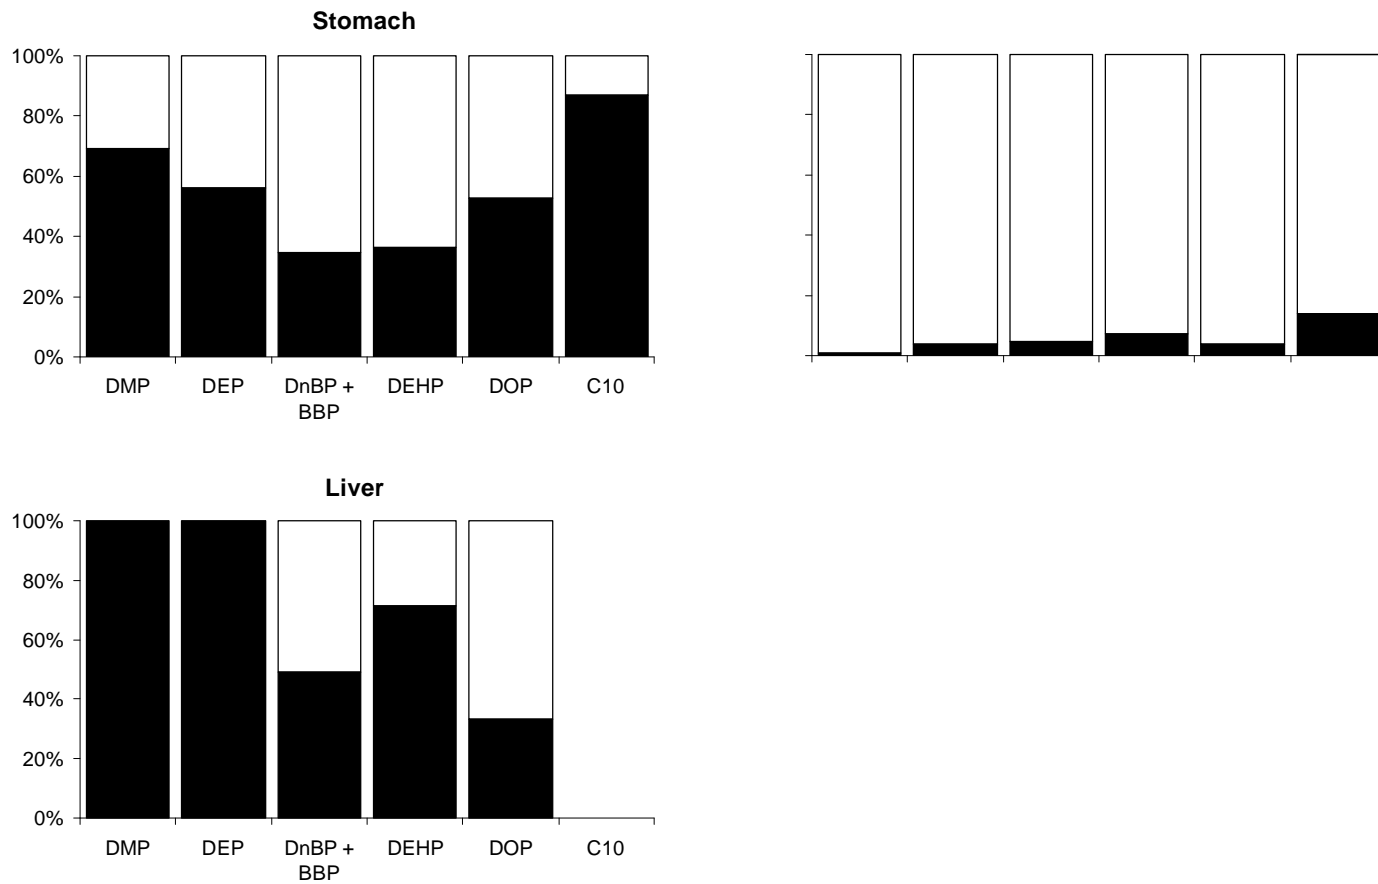 Stomach
100%
80%
60%
40%
20%
0%
DMP DEP DnBP + DEHP DOP C10
BBP
Liver
100%
80%
60%
40%
20%
0%
DMP DEP DnBP + DEHP DOP C10
BBP